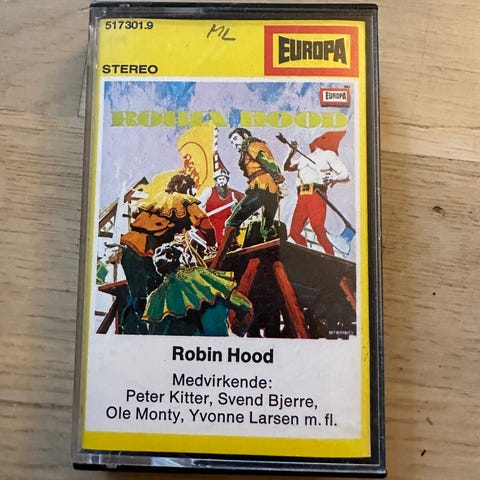 517301.9
ML
EUROPA
STEREO
EUROPA
ROBIN HOOD
STEREO
Robin Hood
Medvirkende:
Peter Kitter, Svend Bjerre,
Ole Monty, Yvonne Larsen m. fl.